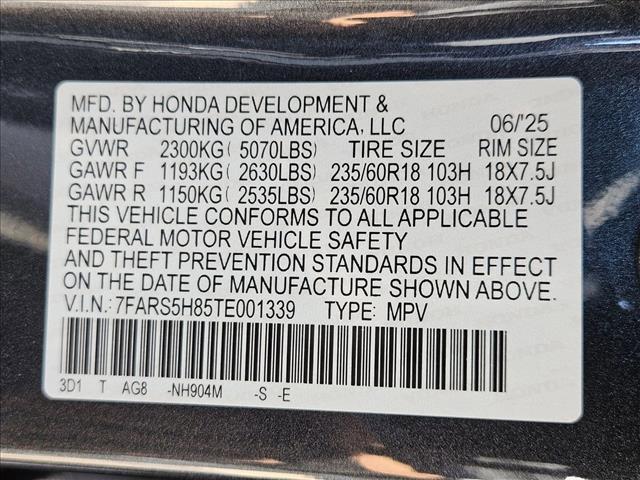 MFD. BY HONDA DEVELOPMENT &
MANUFACTURING OF AMERICA, LLC 06/'25
GVWR 2300KG( 5070LBS) TIRE SIZE RIM SIZE
GAWR F 1193KG ( 2630LBS) 235/60R18 103H 18X7.5J
GAWR R 1150KG ( 2535LBS) 235/60R18 103H 18X7.5J
THIS VEHICLE CONFORMS TO ALL APPLICABLE
FEDERAL MOTOR VEHICLE SAFETY
AND THEFT PREVENTION STANDARDS IN EFFECT
ON THE DATE OF MANUFACTURE SHOWN ABOVE.
V.I.N.: 7FARS5H85TE001339 TYPE: MPV
3D1 T AG8 -NH904M -S -E